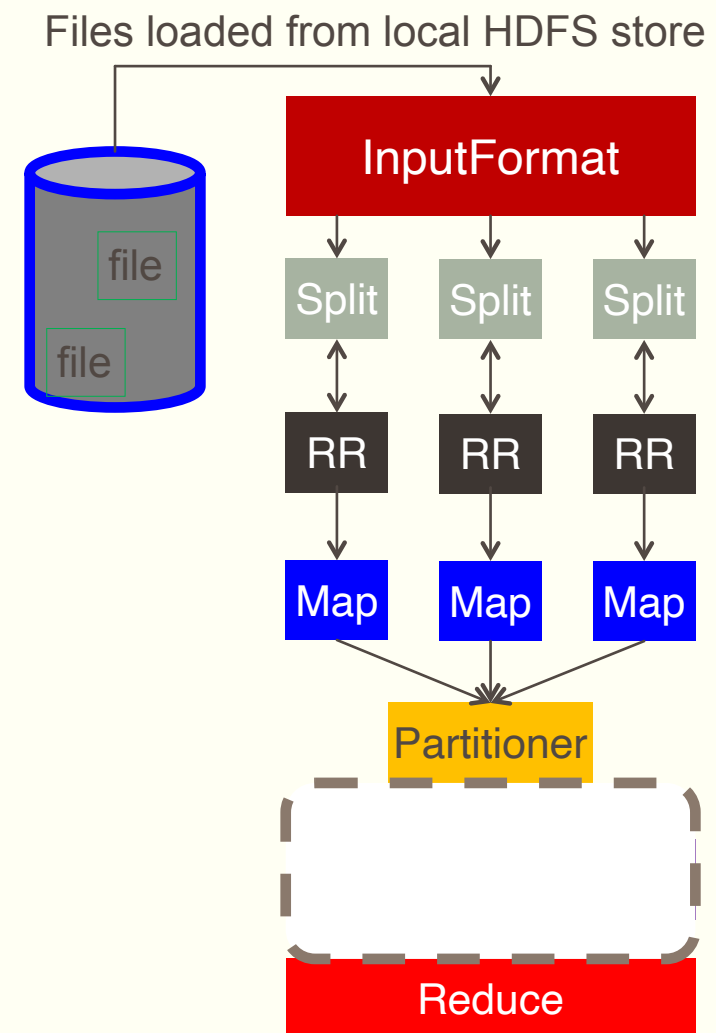 Files loaded from local HDFS store
InputFormat
file
file
Split Split Split
RR RR RR
Map Map Map
Partitioner
Reduce